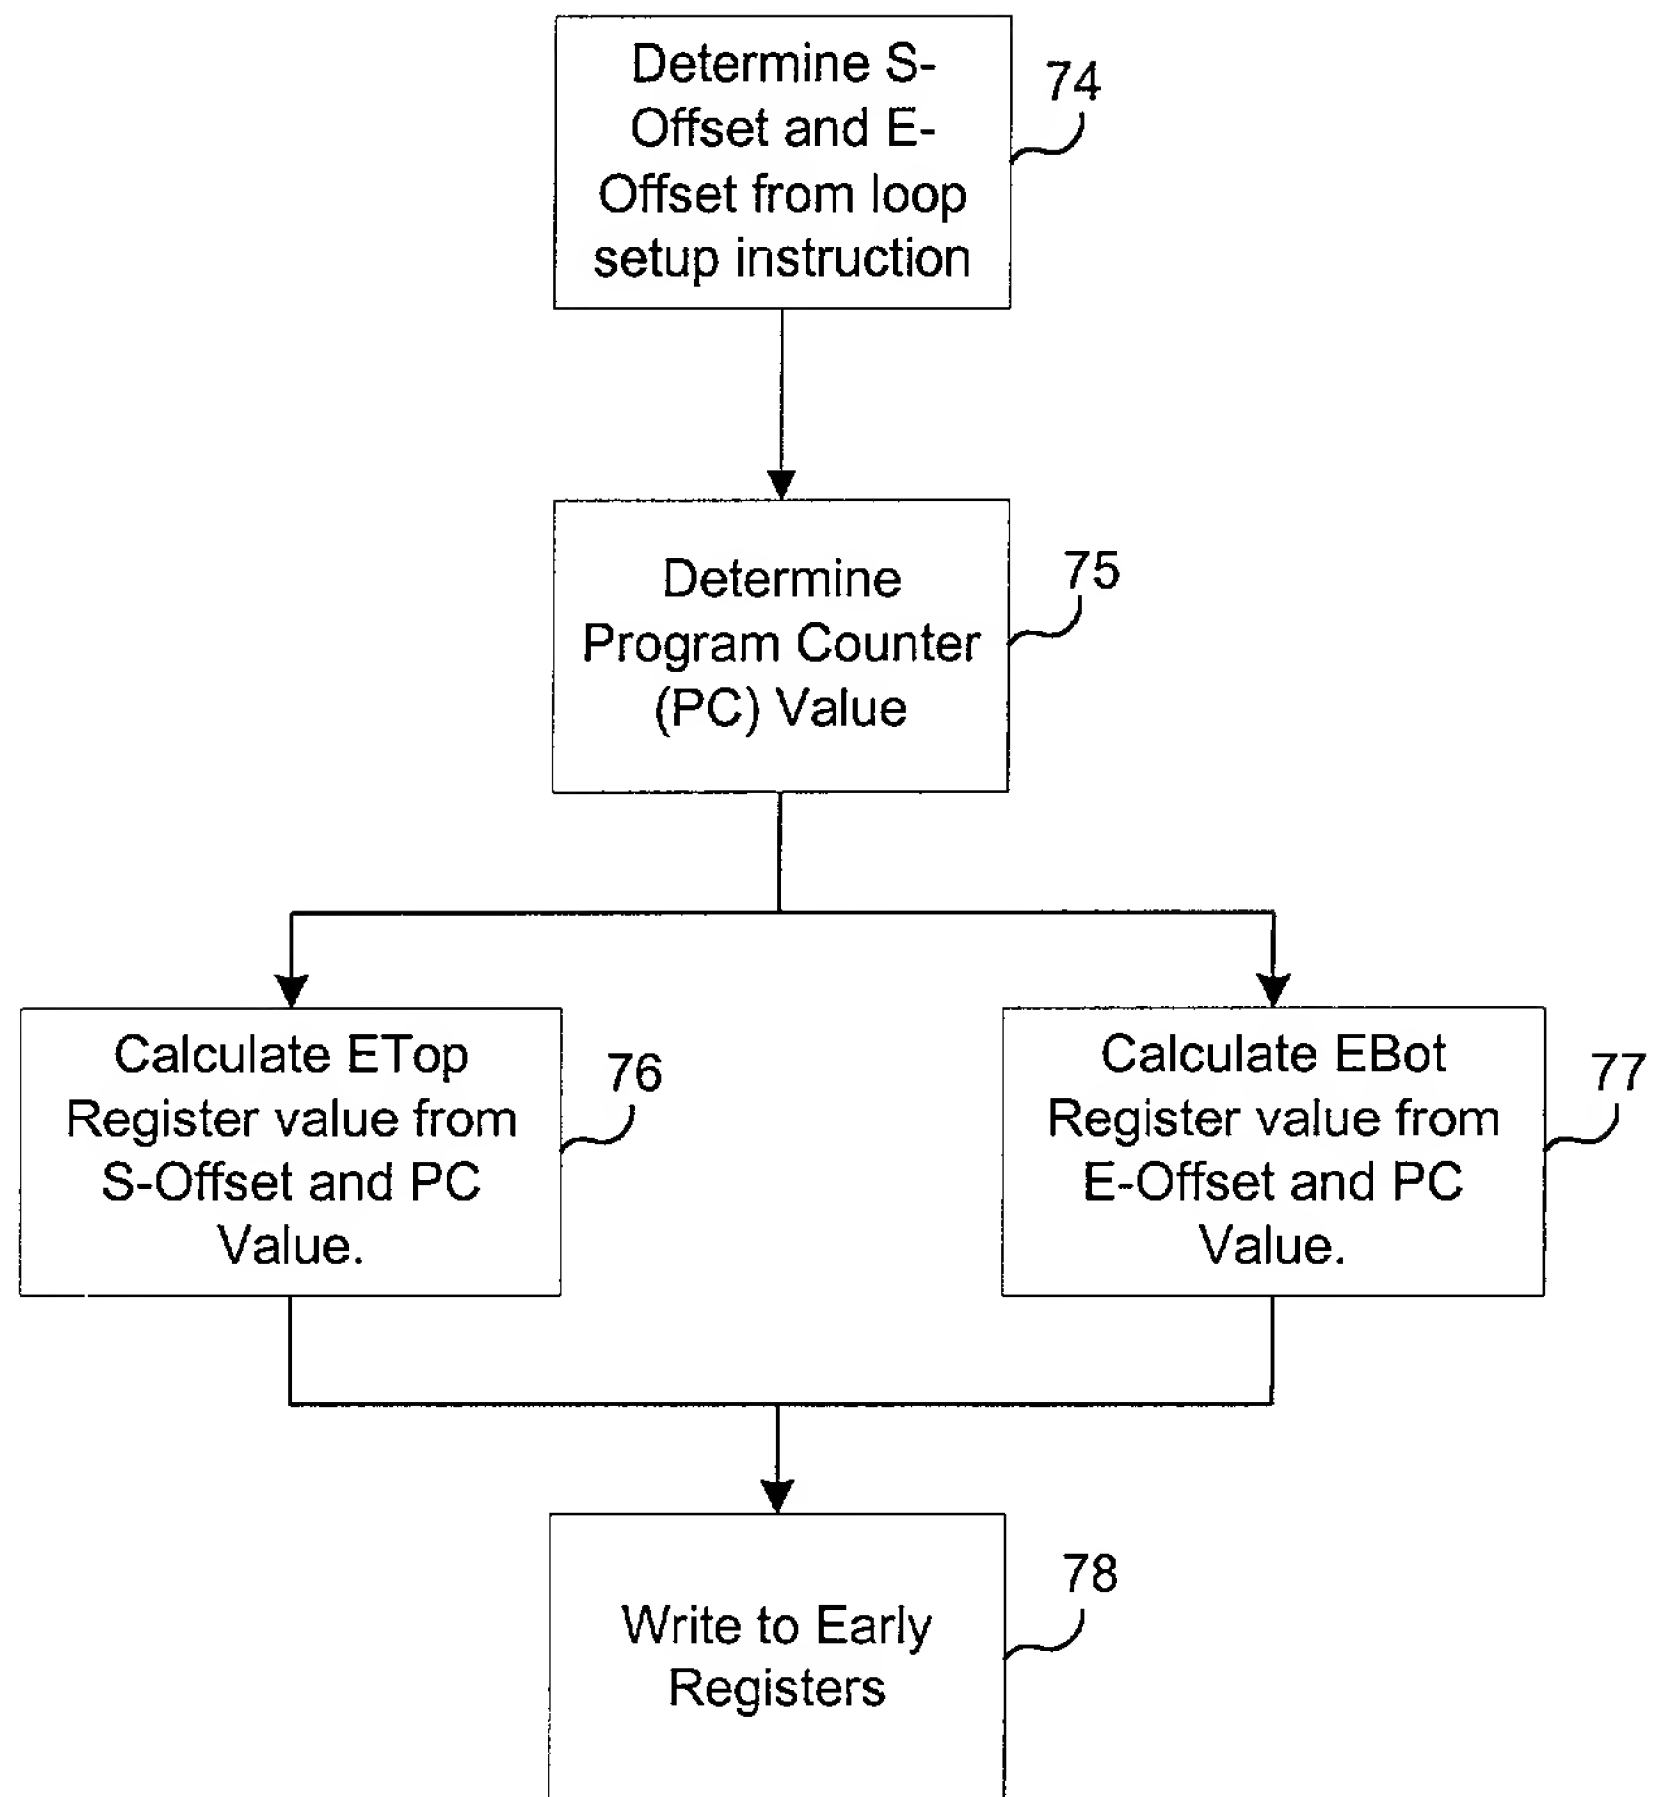 Determine S-
Offset and E-
Offset from loop
setup instruction
74
Determine
Program Counter
(PC) Value
75
Calculate ETop
Register value from
S-Offset and PC
Value.
76
Calculate EBot
Register value from
E-Offset and PC
Value.
77
Write to Early
Registers
78